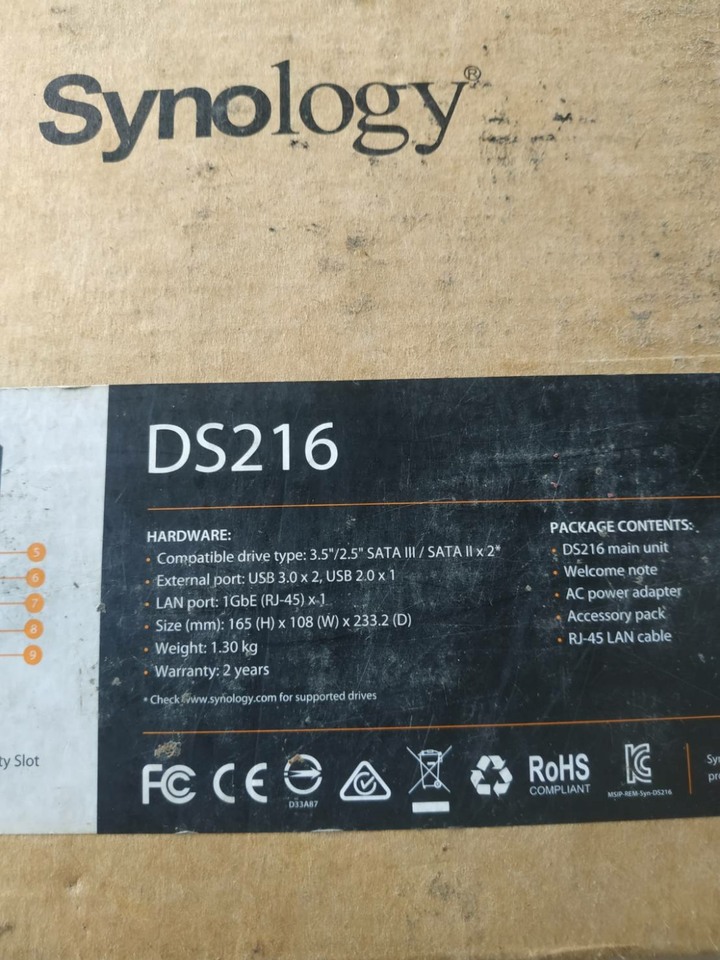 Synology®
DS216
HARDWARE:
• Compatible drive type: 3.5"/2.5" SATA III / SATA II x 2*
• External port: USB 3.0 x 2, USB 2.0 x 1
• LAN port: 1GbE (RJ-45) x 1
• Size (mm): 165 (H) x 108 (W) x 233.2 (D)
• Weight: 1.30 kg
• Warranty: 2 years
* Check www.synology.com for supported drives
PACKAGE CONTENTS:
• DS216 main unit
• Welcome note
• AC power adapter
• Accessory pack
• RJ-45 LAN cable
5
6
7
8
9
ty Slot
FC CE
D33A87
RoHS
COMPLIANT
MSIP-REM-Syn-DS216
Syn
pro